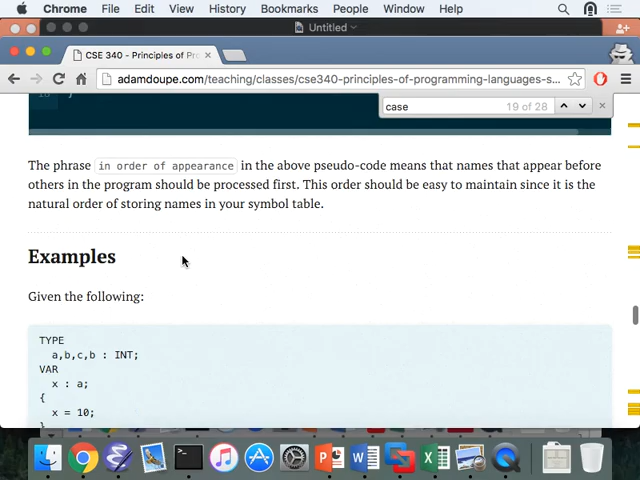 Chrome File Edit View History Bookmarks People Window Help
Untitled
CSE 340 - Principles of Pro
adamdoupe.com/teaching/classes/cse340-principles-of-programming-languages-s...
case 19 of 28
The phrase in order of appearance in the above pseudo-code means that names that appear before
others in the program should be processed first. This order should be easy to maintain since it is the
natural order of storing names in your symbol table.
Examples
Given the following:
TYPE
a,b,c,b : INT;
VAR
x : a;
{
x = 10;
}